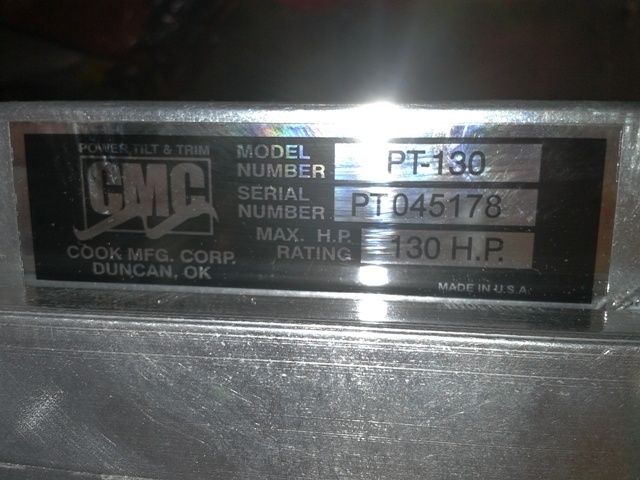 POWER TILT & TRIM
CMC
COOK MFG. CORP.
DUNCAN, OK
MODEL NUMBER PT-130
SERIAL NUMBER PT 045178
MAX. H.P. RATING 130 H.P.
MADE IN U.S.A.